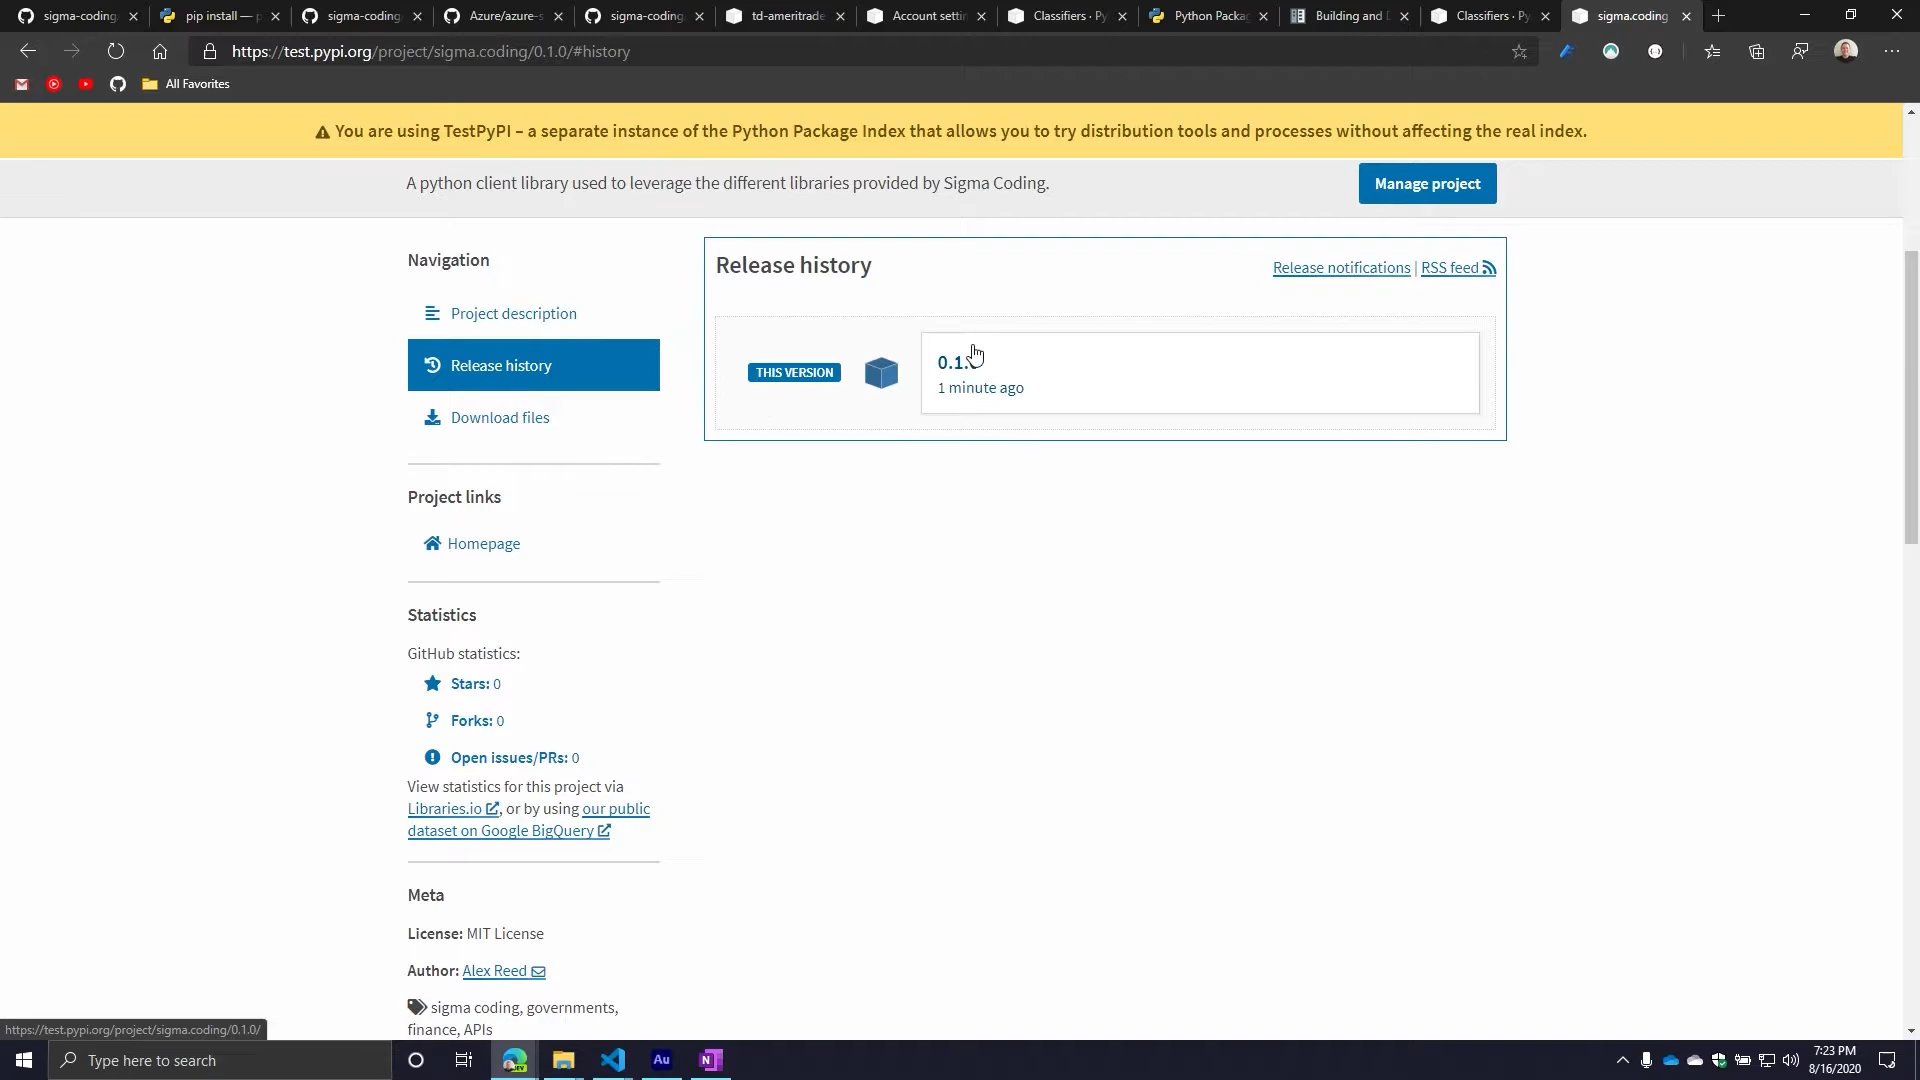 sigma-coding
pip install — p
sigma-coding
Azure/azure-s
sigma-coding
td-ameritrade
Account settin
Classifiers · Py
Python Packag
Building and D
Classifiers · Py
sigma.coding
https://test.pypi.org/project/sigma.coding/0.1.0/#history
All Favorites
You are using TestPyPI – a separate instance of the Python Package Index that allows you to try distribution tools and processes without affecting the real index.
A python client library used to leverage the different libraries provided by Sigma Coding.
Manage project
Navigation
Project description
Release history
Download files
Project links
Homepage
Statistics
GitHub statistics:
Stars: 0
Forks: 0
Open issues/PRs: 0
View statistics for this project via
Libraries.io , or by using our public
dataset on Google BigQuery
Meta
License: MIT License
Author: Alex Reed
sigma coding, governments,
finance, APIs
Release history
Release notifications | RSS feed
THIS VERSION
0.1.
1 minute ago
https://test.pypi.org/project/sigma.coding/0.1.0/
Type here to search
DEV
Au
N
7:23 PM
8/16/2020